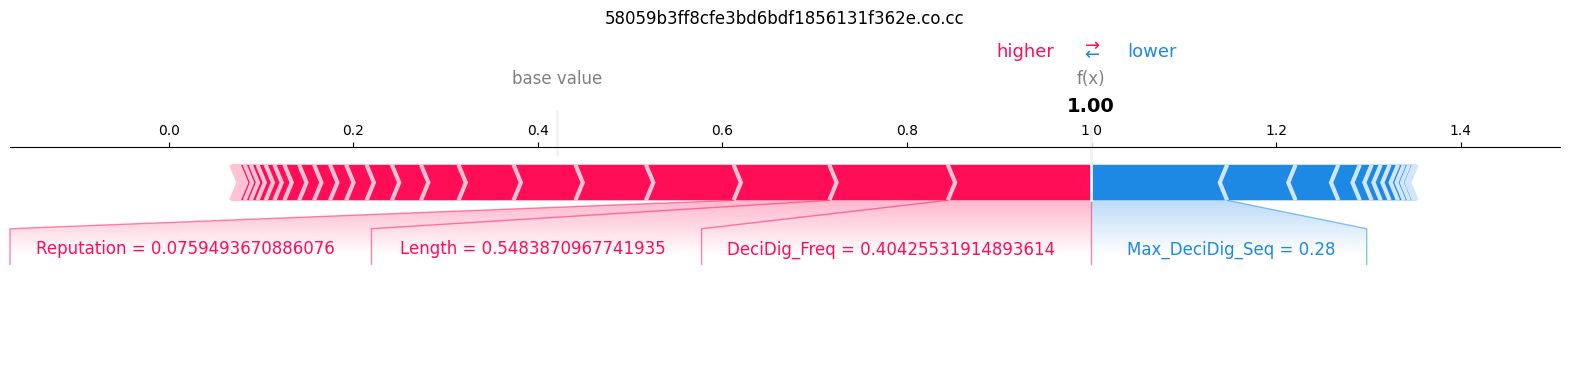 58059b3ff8cfe3bd6bdf1856131f362e.co.cc
higher ⇄ lower
base value f(x)
1.00
0.0 0.2 0.4 0.6 0.8 1.0 1.2 1.4
Reputation = 0.0759493670886076 Length = 0.5483870967741935 DeciDig_Freq = 0.40425531914893614 Max_DeciDig_Seq = 0.28